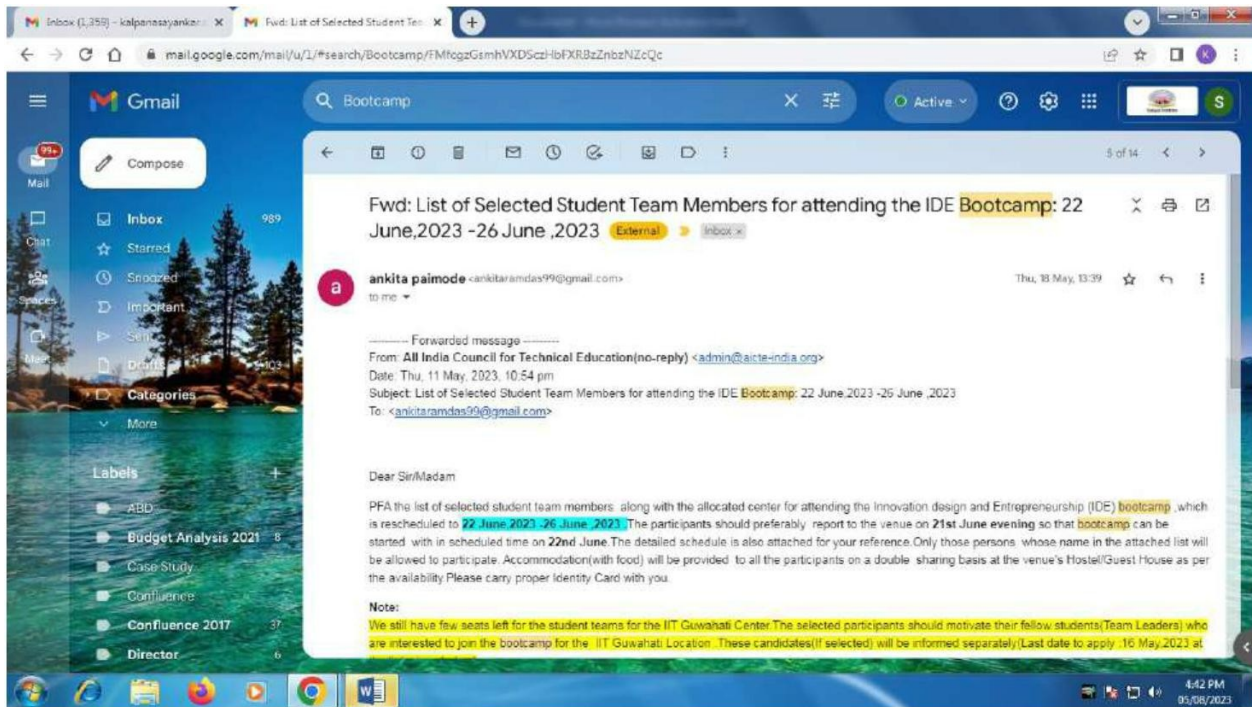 Inbox (1,359) - kalpanasayankar
Fwd: List of Selected Student Te
mail.google.com/mail/u/1/#search/Bootcamp/
K
Gmail
Bootcamp
Active
S
99+
Mail
Compose
5 of 14
Chat
Spaces
Meet
Inbox 989
Starred
Snoozed
Important
Sent
Drafts 103
Categories
More
Labels
ABD
Budget Analysis 2021 8
Case Study
Confluence
Confluence 2017 37
Director 6
Fwd: List of Selected Student Team Members for attending the IDE Bootcamp: 22
June,2023 -26 June ,2023 External Inbox x
a
ankita paimode <ankitaramdas99@gmail.com> Thu, 18 May, 13:39
to me
---------- Forwarded message ----------
From: All India Council for Technical Education(no-reply) <admin@aicte-india.org>
Date: Thu, 11 May, 2023, 10:54 pm
Subject: List of Selected Student Team Members for attending the IDE Bootcamp: 22 June,2023 -26 June ,2023
To: <ankitaramdas99@gmail.com>
Dear Sir/Madam
PFA the list of selected student team members along with the allocated center for attending the Innovation design and Entrepreneurship (IDE) bootcamp ,which
is rescheduled to 22 June,2023 -26 June ,2023 .The participants should preferably report to the venue on 21st June evening so that bootcamp can be
started with in scheduled time on 22nd June.The detailed schedule is also attached for your reference.Only those persons whose name in the attached list will
be allowed to participate. Accommodation(with food) will be provided to all the participants on a double sharing basis at the venue's Hostel/Guest House as per
the availability.Please carry proper Identity Card with you.
Note:
We still have few seats left for the student teams for the IIT Guwahati Center.The selected participants should motivate their fellow students(Team Leaders) who
are interested to join the bootcamp for the IIT Guwahati Location .These candidates(If selected) will be informed separately(Last date to apply :16 May,2023 at
4:42 PM
05/08/2023